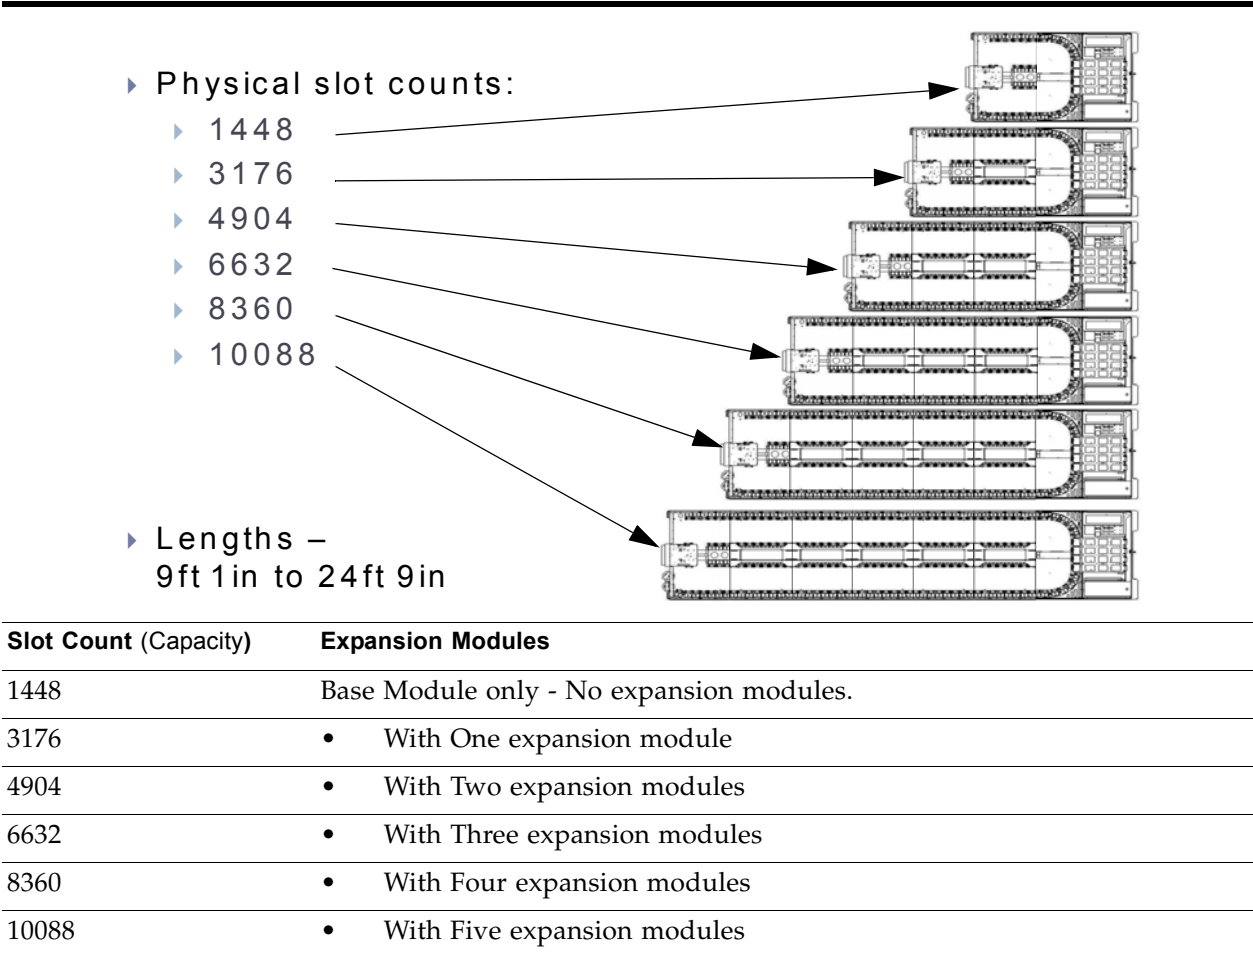 Physical slot counts:
1448
3176
4904
6632
8360
10088
Lengths –
9ft 1in to 24ft 9in
Slot Count (Capacity) Expansion Modules
1448 Base Module only - No expansion modules.
3176 • With One expansion module
4904 • With Two expansion modules
6632 • With Three expansion modules
8360 • With Four expansion modules
10088 • With Five expansion modules